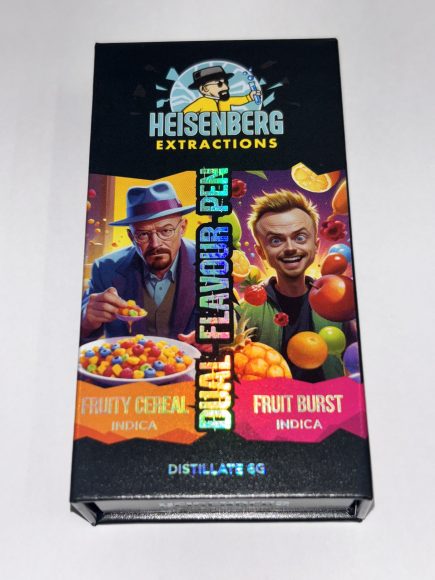 HEISENBERG
EXTRACTIONS
DUAL FLAVOUR PEN
FRUITY CEREAL
INDICA
FRUIT BURST
INDICA
DISTILLATE 6G